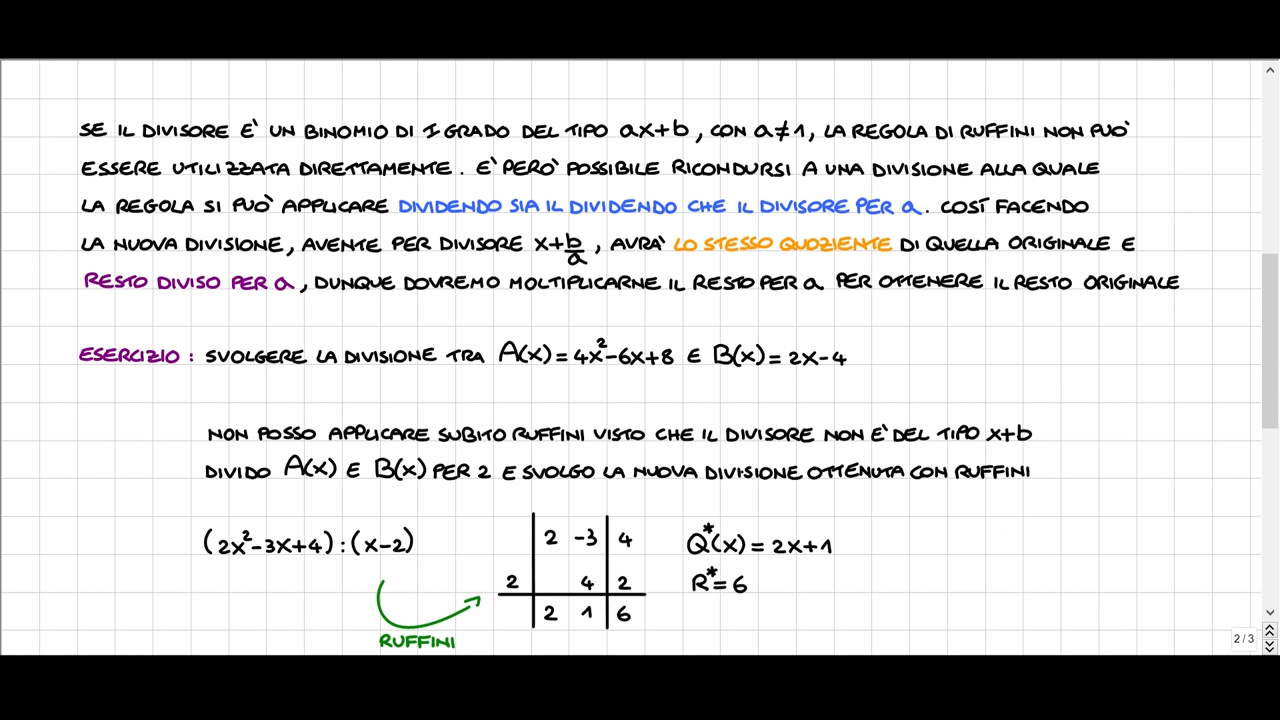 SE IL DIVISORE E' UN BINOMIO DI I GRADO DEL TIPO ax+b, CON a≠1, LA REGOLA DI RUFFINI NON PUO'
ESSERE UTILIZZATA DIRETTAMENTE. E' PERO' POSSIBILE RICONDURSI A UNA DIVISIONE ALLA QUALE
LA REGOLA SI PUO' APPLICARE DIVIDENDO SIA IL DIVIDENDO CHE IL DIVISORE PER a. COSÍ FACENDO
LA NUOVA DIVISIONE, AVENTE PER DIVISORE x+b/a, AVRA' LO STESSO QUOZIENTE DI QUELLA ORIGINALE E
RESTO DIVISO PER a, DUNQUE DOVREMO MOLTIPLICARNE IL RESTO PER a PER OTTENERE IL RESTO ORIGINALE
ESERCIZIO: SVOLGERE LA DIVISIONE TRA A(x)=4x²-6x+8 E B(x)=2x-4
NON POSSO APPLICARE SUBITO RUFFINI VISTO CHE IL DIVISORE NON E' DEL TIPO x+b
DIVIDO A(x) E B(x) PER 2 E SVOLGO LA NUOVA DIVISIONE OTTENUTA CON RUFFINI
(2x²-3x+4):(x-2)
2 -3 4
2 4 2
2 1 6
Q*(x)=2x+1
R*=6
RUFFINI
2/3